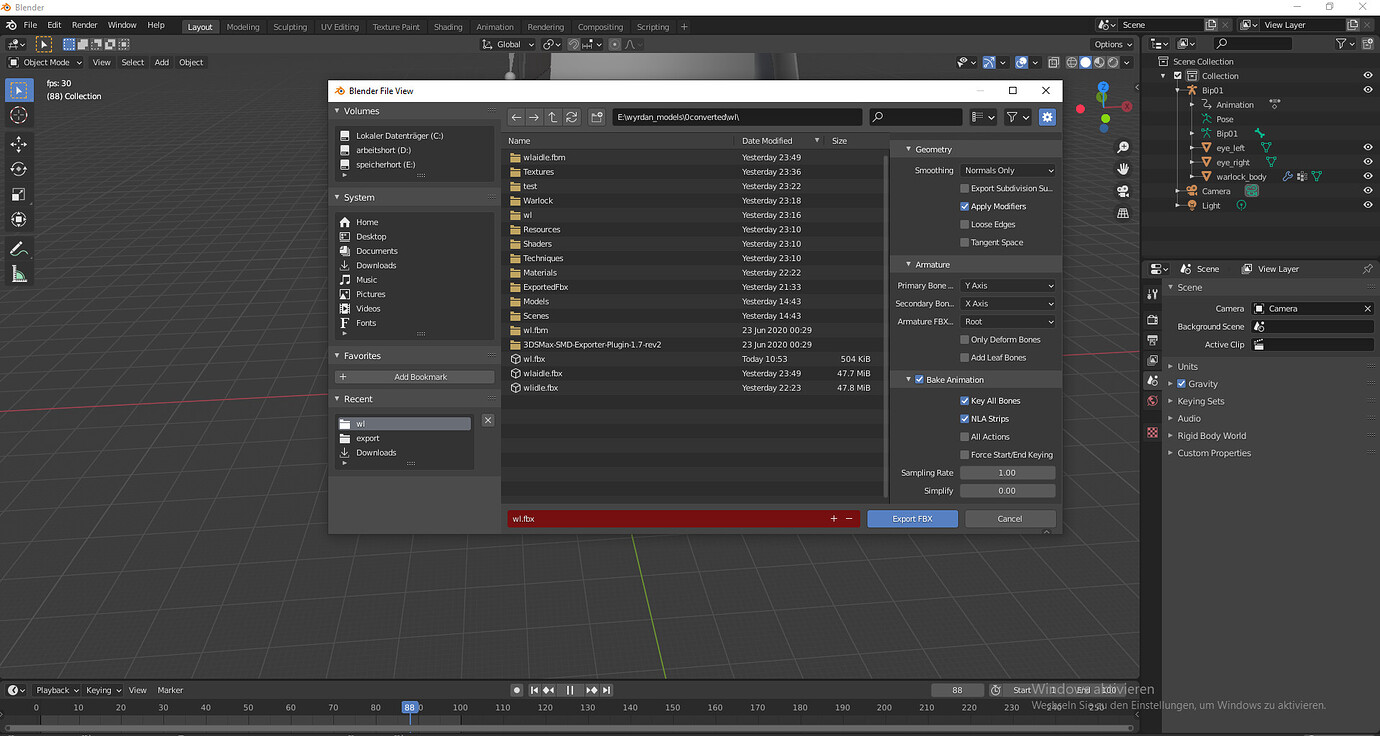 Blender
File Edit Render Window Help
Layout Modeling Sculpting UV Editing Texture Paint Shading Animation Rendering Compositing Scripting +
Scene View Layer
Global Options
Object Mode View Select Add Object
fps: 30
(88) Collection
Blender File View
Volumes
Lokaler Datenträger (C:)
arbeitshort (D:)
speicherhort (E:)
System
Home
Desktop
Documents
Downloads
Music
Pictures
Videos
Fonts
Favorites
+ Add Bookmark
Recent
wl
export
Downloads
E:\wyrdan_models\0converted\wl\
Name Date Modified Size
wlaidle.fbm Yesterday 23:49
Textures Yesterday 23:36
test Yesterday 23:22
Warlock Yesterday 23:18
wl Yesterday 23:16
Resources Yesterday 23:10
Shaders Yesterday 23:10
Techniques Yesterday 23:10
Materials Yesterday 22:22
ExportedFbx Yesterday 21:33
Models Yesterday 14:43
Scenes Yesterday 14:43
wl.fbm 23 Jun 2020 00:29
3DSMax-SMD-Exporter-Plugin-1.7-rev2 23 Jun 2020 00:29
wl.fbx Today 10:53 504 KiB
wlaidle.fbx Yesterday 23:49 47.7 MiB
wlidle.fbx Yesterday 22:23 47.8 MiB
wl.fbx + −
Geometry
Smoothing Normals Only
Export Subdivision Su...
Apply Modifiers
Loose Edges
Tangent Space
Armature
Primary Bone ... Y Axis
Secondary Bon... X Axis
Armature FBX... Root
Only Deform Bones
Add Leaf Bones
Bake Animation
Key All Bones
NLA Strips
All Actions
Force Start/End Keying
Sampling Rate 1.00
Simplify 0.00
Export FBX Cancel
Z
Y
X
Scene Collection
Collection
Bip01
Animation
Pose
Bip01
eye_left
eye_right
warlock_body
Camera
Light
Scene View Layer
Scene
Camera Camera
Background Scene
Active Clip
Units
Gravity
Keying Sets
Audio
Rigid Body World
Custom Properties
Playback Keying View Marker
88 Start 1 End 100
0 10 20 30 40 50 60 70 80 88 100 110 120 130 140 150 160 170 180 190 200 210 220 230 240 250
Windows aktivieren
Wechseln Sie zu den Einstellungen, um Windows zu aktivieren.